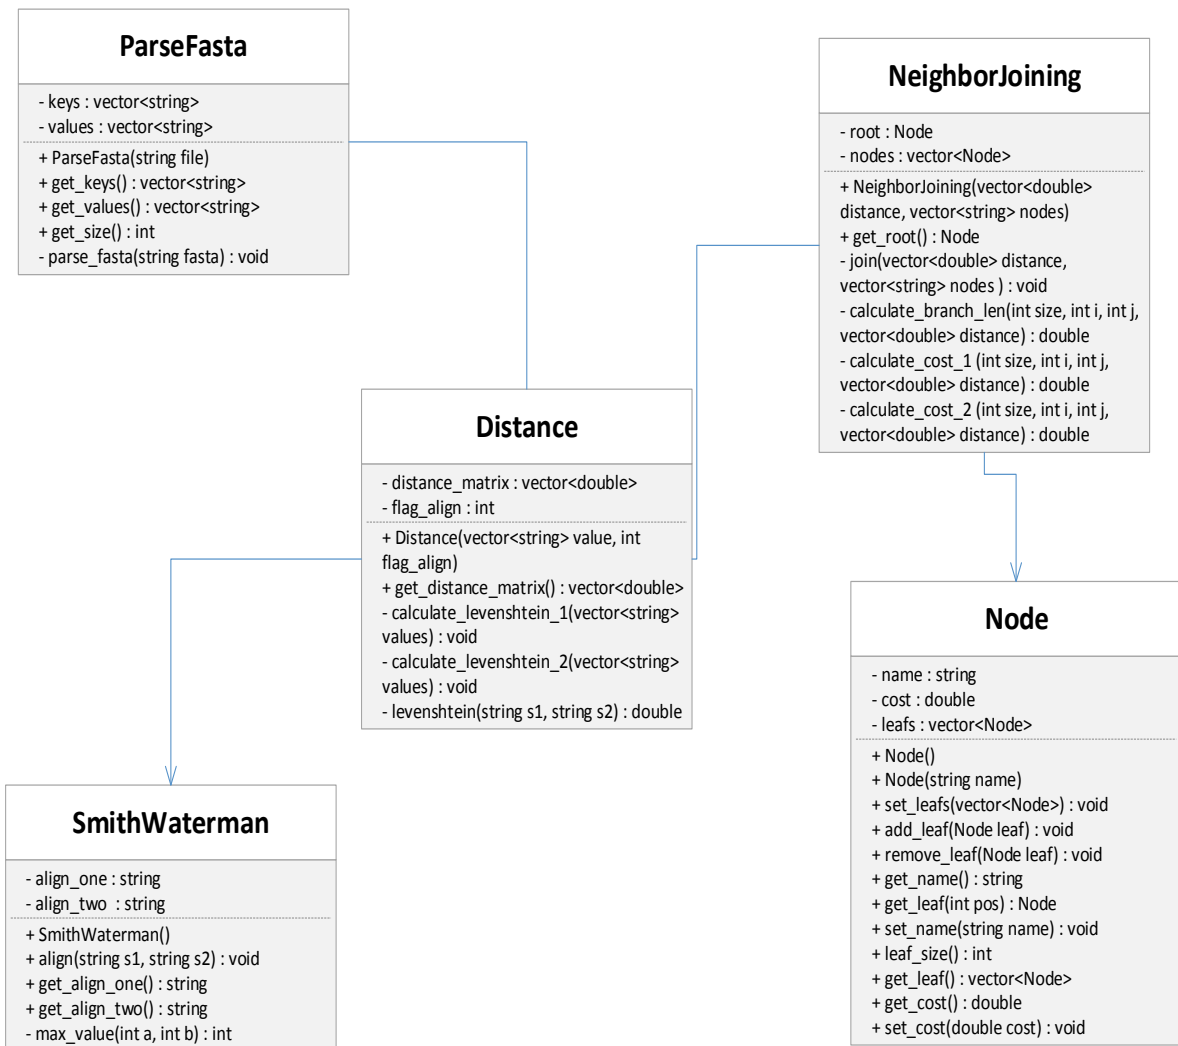 ParseFasta
- keys : vector<string>
- values : vector<string>
+ ParseFasta(string file)
+ get_keys() : vector<string>
+ get_values() : vector<string>
+ get_size() : int
- parse_fasta(string fasta) : void
NeighborJoining
- root : Node
- nodes : vector<Node>
+ NeighborJoining(vector<double>
distance, vector<string> nodes)
+ get_root() : Node
- join(vector<double> distance,
vector<string> nodes ) : void
- calculate_branch_len(int size, int i, int j,
vector<double> distance) : double
- calculate_cost_1 (int size, int i, int j,
vector<double> distance) : double
- calculate_cost_2 (int size, int i, int j,
vector<double> distance) : double
Distance
- distance_matrix : vector<double>
- flag_align : int
+ Distance(vector<string> value, int
flag_align)
+ get_distance_matrix() : vector<double>
- calculate_levenshtein_1(vector<string>
values) : void
- calculate_levenshtein_2(vector<string>
values) : void
- levenshtein(string s1, string s2) : double
Node
- name : string
- cost : double
- leafs : vector<Node>
+ Node()
+ Node(string name)
+ set_leafs(vector<Node>) : void
+ add_leaf(Node leaf) : void
+ remove_leaf(Node leaf) : void
+ get_name() : string
+ get_leaf(int pos) : Node
+ set_name(string name) : void
+ leaf_size() : int
+ get_leaf() : vector<Node>
+ get_cost() : double
+ set_cost(double cost) : void
SmithWaterman
- align_one : string
- align_two  : string
+ SmithWaterman()
+ align(string s1, string s2) : void
+ get_align_one() : string
+ get_align_two() : string
- max_value(int a, int b) : int